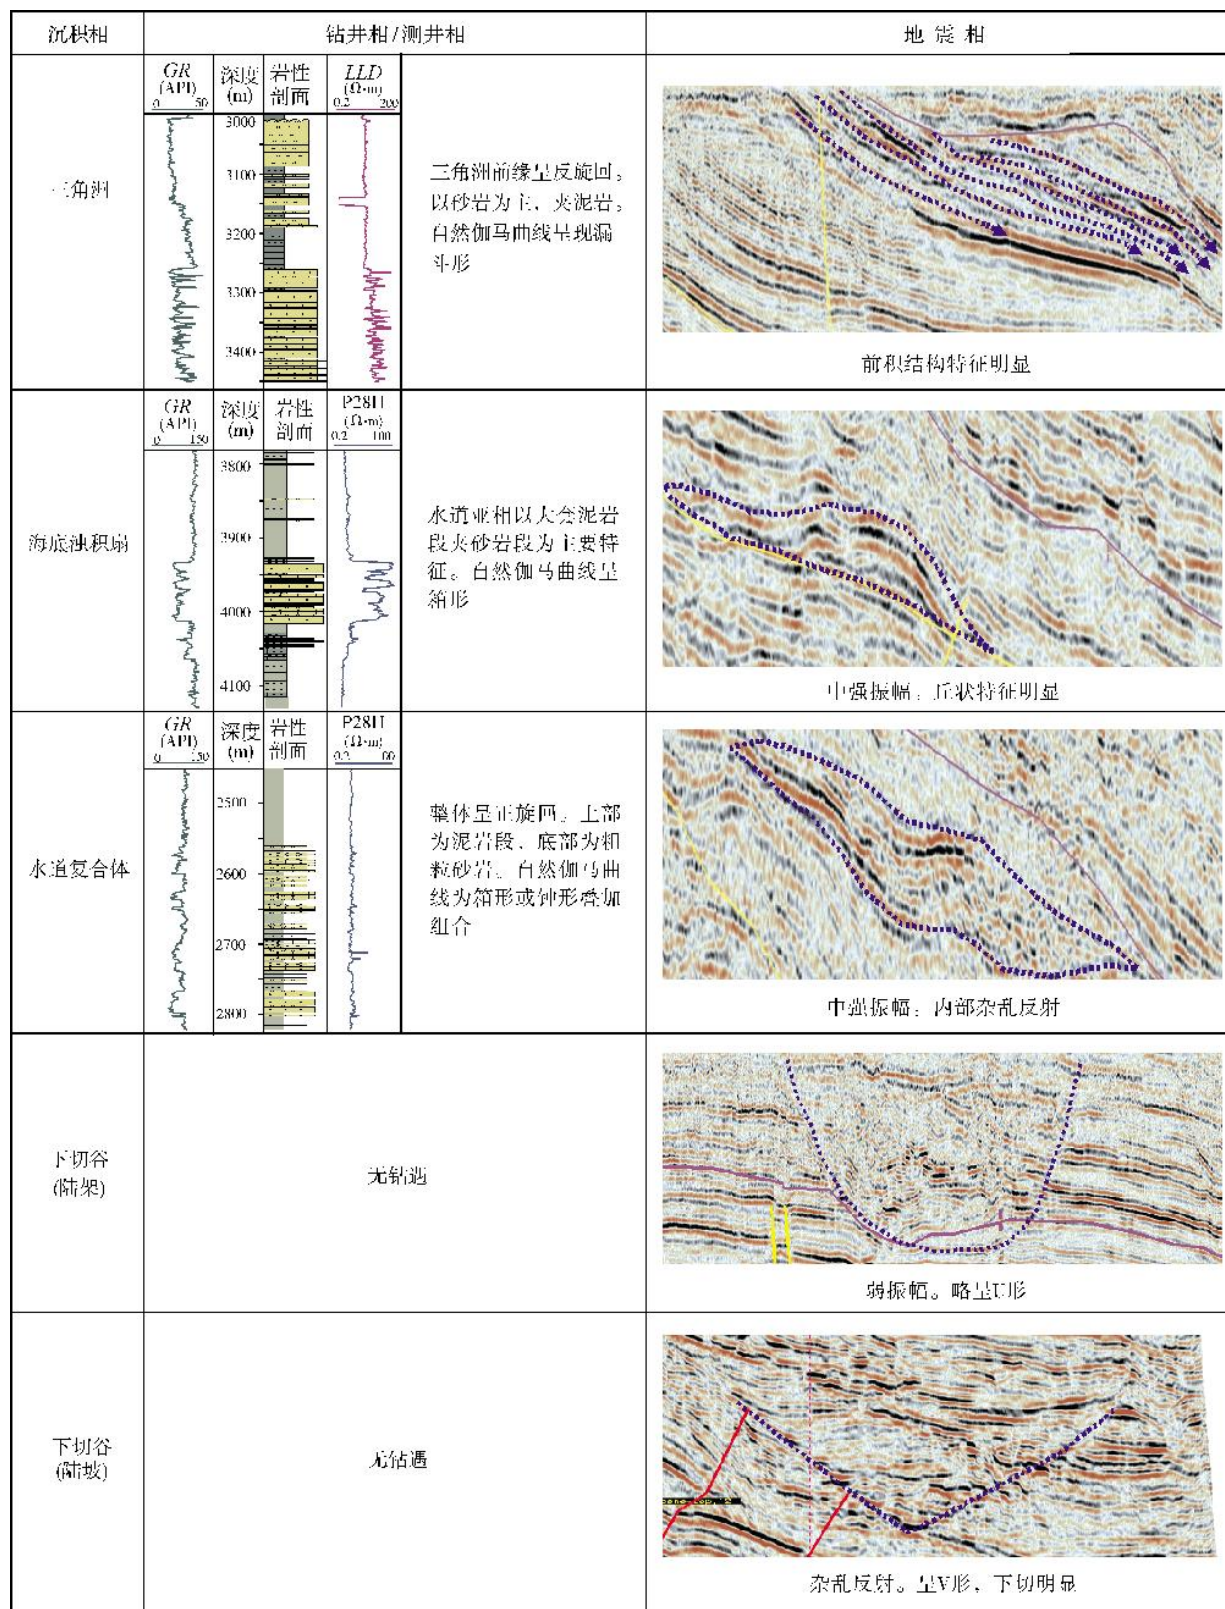 沉积相
钻井相/测井相
地震相
三角洲
GR
(API)
0 50
深度
(m)
岩性
剖面
LLD
(Ω·m)
0.2 200
3000
3100
3200
3300
3400
三角洲前缘呈反旋回,
以砂岩为主、夹泥岩。
自然伽马曲线呈现漏
斗形
前积结构特征明显
海底浊积扇
GR
(API)
0 150
深度
(m)
岩性
剖面
P28H
(Ω·m)
0.2 100
3800
3900
4000
4100
水道亚相以大套泥岩
段夹砂岩段为主要特
征。自然伽马曲线呈
箱形
中强振幅,丘状特征明显
水道复合体
GR
(API)
0 150
深度
(m)
岩性
剖面
P28H
(Ω·m)
0.2
2500
2600
2700
2800
整体呈正旋回。上部
为泥岩段、底部为粗
粒砂岩。自然伽马曲
线为箱形或钟形叠加
组合
中强振幅,内部杂乱反射
下切谷
(陆架)
无钻遇
弱振幅。略呈U形
下切谷
(陆坡)
无钻遇
杂乱反射。呈V形,下切明显